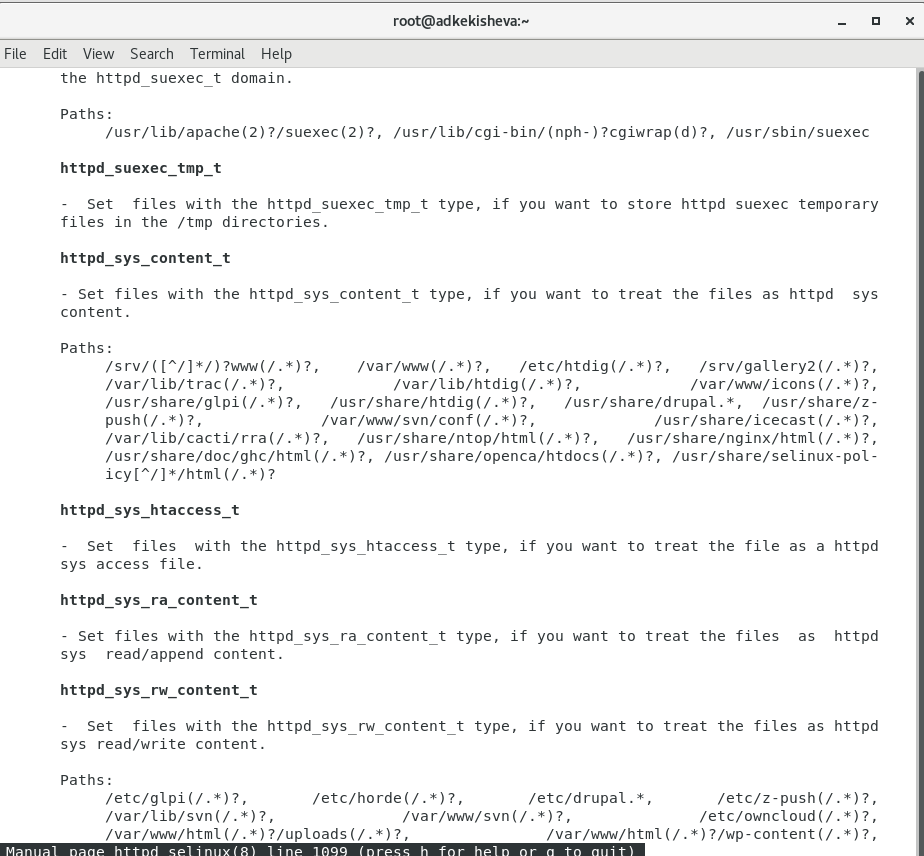 root@adkekisheva:~
File Edit View Search Terminal Help
the httpd_suexec_t domain.
Paths:
/usr/lib/apache(2)?/suexec(2)?, /usr/lib/cgi-bin/(nph-)?cgiwrap(d)?, /usr/sbin/suexec
httpd_suexec_tmp_t
-  Set  files with the httpd_suexec_tmp_t type, if you want to store httpd suexec temporary
files in the /tmp directories.
httpd_sys_content_t
- Set files with the httpd_sys_content_t type, if you want to treat the files as httpd  sys
content.
Paths:
/srv/([^/]*/)?www(/.*)?,    /var/www(/.*)?,   /etc/htdig(/.*)?,   /srv/gallery2(/.*)?,
/var/lib/trac(/.*)?,            /var/lib/htdig(/.*)?,            /var/www/icons(/.*)?,
/usr/share/glpi(/.*)?,   /usr/share/htdig(/.*)?,   /usr/share/drupal.*,  /usr/share/z-
push(/.*)?,             /var/www/svn/conf(/.*)?,             /usr/share/icecast(/.*)?,
/var/lib/cacti/rra(/.*)?,   /usr/share/ntop/html(/.*)?,   /usr/share/nginx/html(/.*)?,
/usr/share/doc/ghc/html(/.*)?, /usr/share/openca/htdocs(/.*)?, /usr/share/selinux-pol-
icy[^/]*/html(/.*)?
httpd_sys_htaccess_t
-  Set  files  with the httpd_sys_htaccess_t type, if you want to treat the file as a httpd
sys access file.
httpd_sys_ra_content_t
- Set files with the httpd_sys_ra_content_t type, if you want to treat the files  as  httpd
sys  read/append content.
httpd_sys_rw_content_t
-  Set  files with the httpd_sys_rw_content_t type, if you want to treat the files as httpd
sys read/write content.
Paths:
/etc/glpi(/.*)?,       /etc/horde(/.*)?,       /etc/drupal.*,       /etc/z-push(/.*)?,
/var/lib/svn(/.*)?,              /var/www/svn(/.*)?,              /etc/owncloud(/.*)?,
/var/www/html(/.*)?/uploads(/.*)?,               /var/www/html(/.*)?/wp-content(/.*)?,
Manual page httpd_selinux(8) line 1099 (press h for help or q to quit)